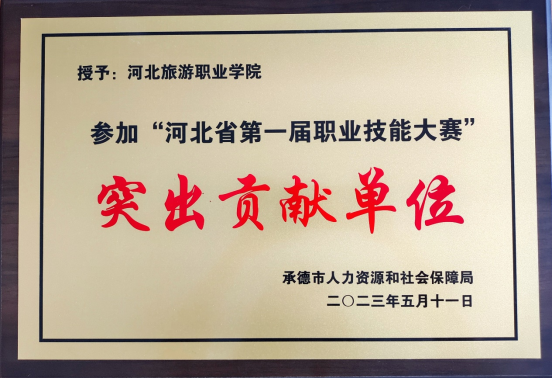 授予：河北旅游职业学院
参加“河北省第一届职业技能大赛”
突出贡献单位
承德市人力资源和社会保障局
二〇二三年五月十一日